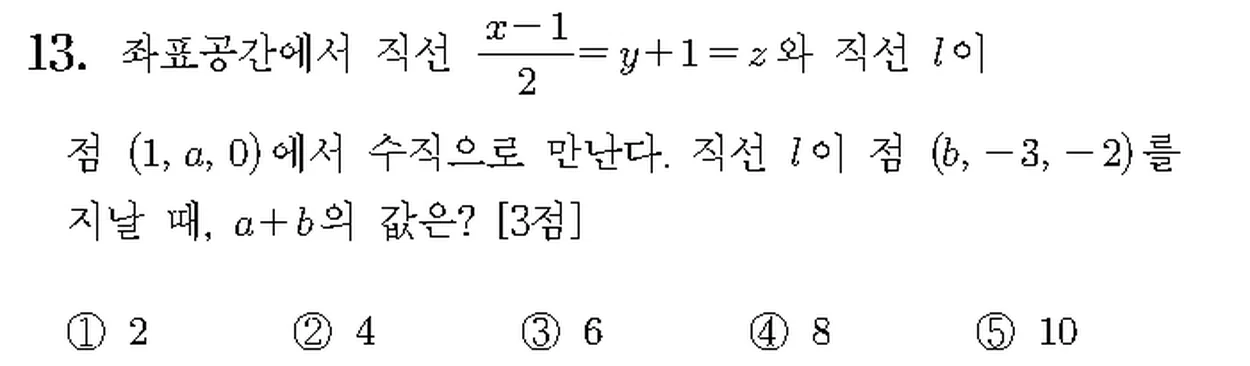 13. 좌표공간에서 직선 \frac{x-1}{2}=y+1=z와 직선 l이
점 (1, a, 0)에서 수직으로 만난다. 직선 l이 점 (b, -3, -2)를
지날 때, a+b의 값은? [3점]
① 2 ② 4 ③ 6 ④ 8 ⑤ 10